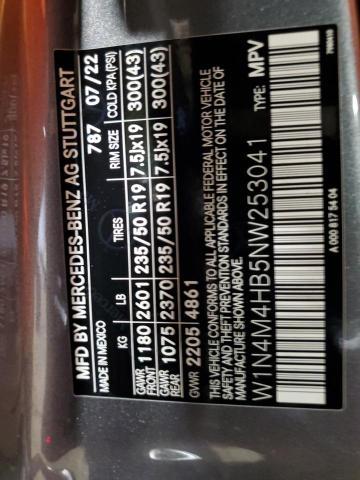 MFD BY MERCEDES-BENZ AG STUTTGART
MADE IN MEXICO 787 07/22
KG LB TIRES RIM SIZE COLD KPA(PSI)
GAWR FRONT 1180 2601 235/50 R19 7.5Jx19 300(43)
GAWR REAR 1075 2370 235/50 R19 7.5Jx19 300(43)
GVWR 2205 4861
THIS VEHICLE CONFORMS TO ALL APPLICABLE FEDERAL MOTOR VEHICLE
SAFETY AND THEFT PREVENTION STANDARDS IN EFFECT ON THE DATE OF
MANUFACTURE SHOWN ABOVE.
W1N4M4HB5NW253041 TYPE: MPV
A 000 817 54 04